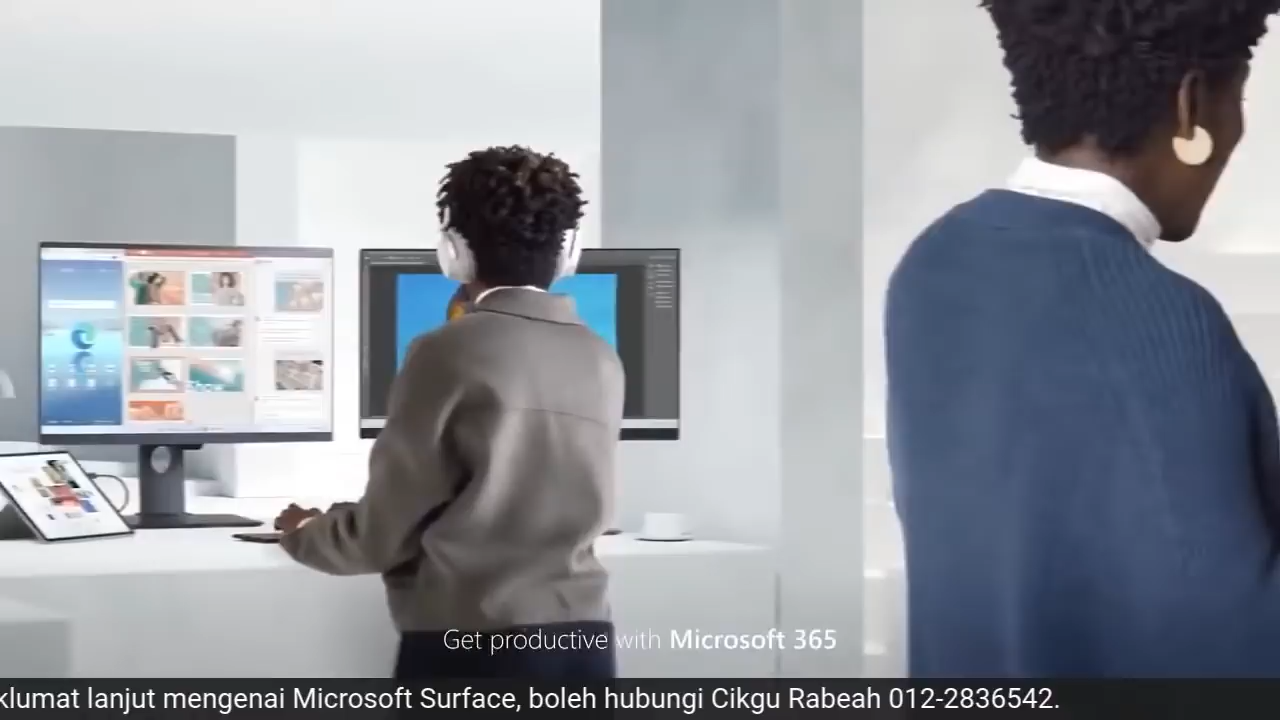 Get productive with Microsoft 365
klumat lanjut mengenai Microsoft Surface, boleh hubungi Cikgu Rabeah 012-2836542.